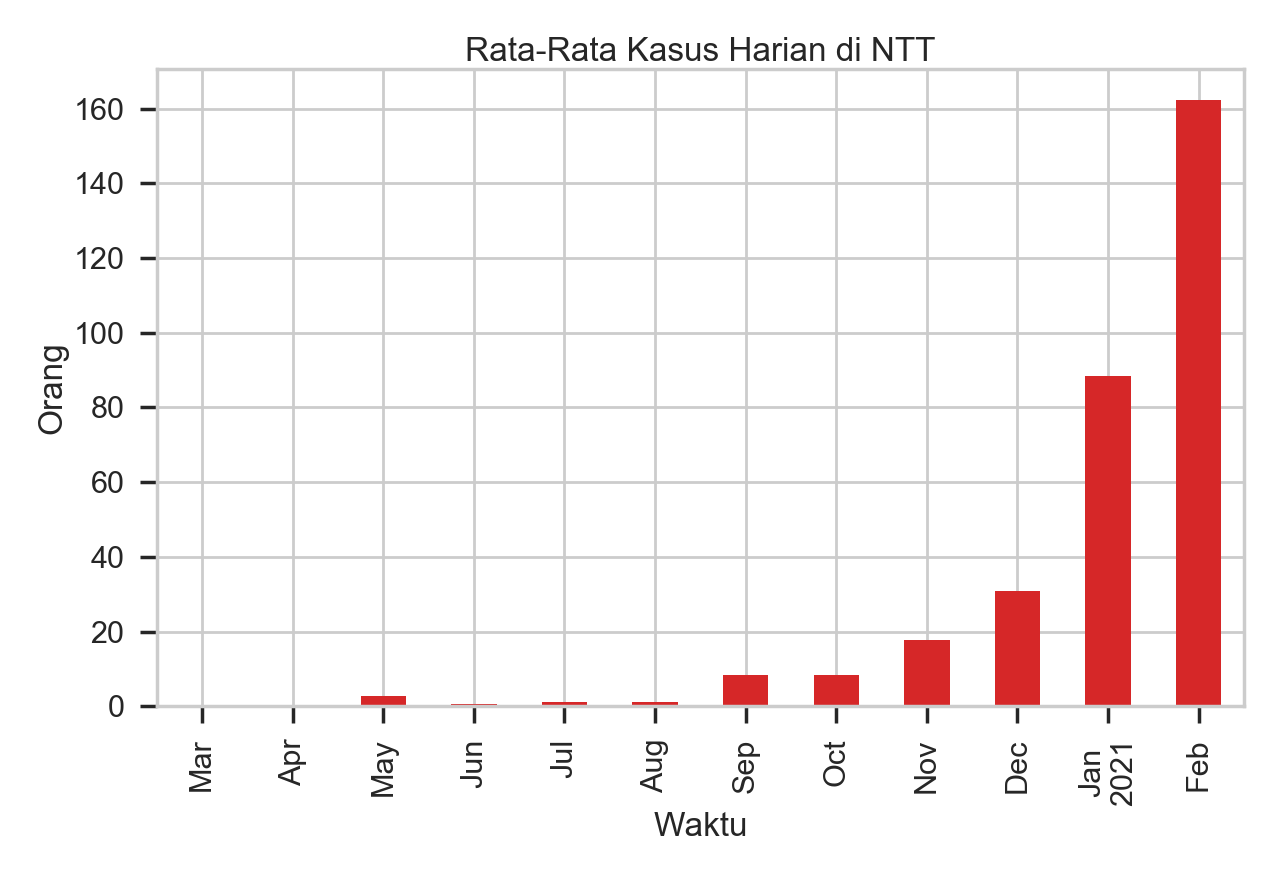 Rata-Rata Kasus Harian di NTT
160
140
120
100
80
60
40
20
0
Orang
Mar
Apr
May
Jun
Jul
Aug
Sep
Oct
Nov
Dec
Jan
2021
Feb
Waktu